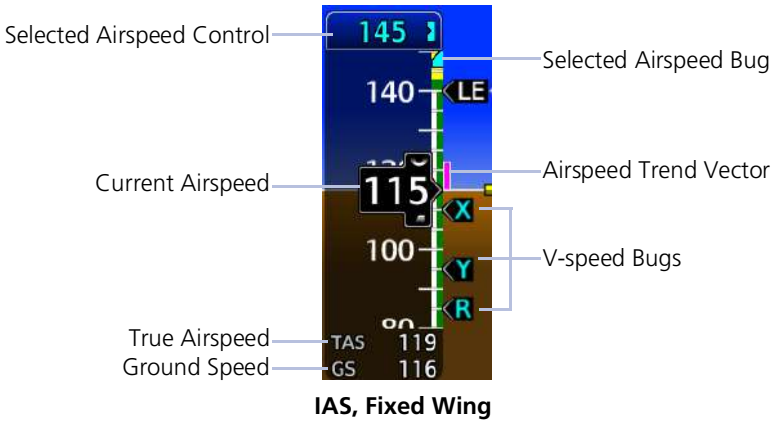 Selected Airspeed Control
145
Selected Airspeed Bug
140
LE
Airspeed Trend Vector
Current Airspeed
115
X
100
V-speed Bugs
Y
R
80
True Airspeed
TAS 119
Ground Speed
GS 116
IAS, Fixed Wing